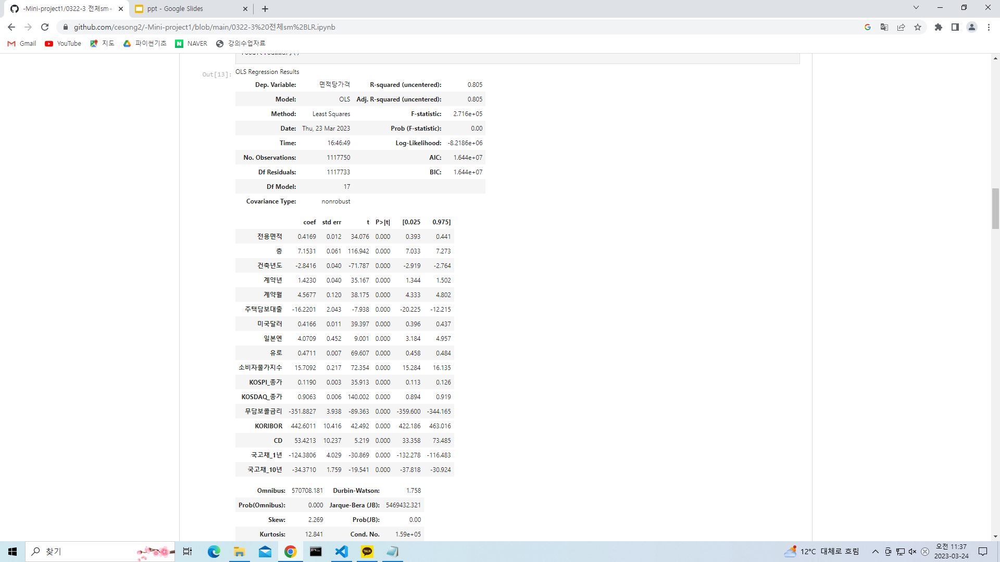 -Mini-project1/0322-3 전체sm+
ppt - Google Slides
github.com/cesong2/-Mini-project1/blob/main/0322-3%20전체sm%2BLR.ipynb
Gmail YouTube 지도 파이썬기초 NAVER 강의수업자료
Out[13]:
OLS Regression Results
Dep. Variable: 면적당가격 R-squared (uncentered): 0.805
Model: OLS Adj. R-squared (uncentered): 0.805
Method: Least Squares F-statistic: 2.716e+05
Date: Thu, 23 Mar 2023 Prob (F-statistic): 0.00
Time: 16:46:49 Log-Likelihood: -8.2186e+06
No. Observations: 1117750 AIC: 1.644e+07
Df Residuals: 1117733 BIC: 1.644e+07
Df Model: 17
Covariance Type: nonrobust
coef std err t P>|t| [0.025 0.975]
전용면적 0.4169 0.012 34.076 0.000 0.393 0.441
층 7.1531 0.061 116.942 0.000 7.033 7.273
건축년도 -2.8416 0.040 -71.787 0.000 -2.919 -2.764
계약년 1.4230 0.040 35.167 0.000 1.344 1.502
계약월 4.5677 0.120 38.175 0.000 4.333 4.802
주택담보대출 -16.2201 2.043 -7.938 0.000 -20.225 -12.215
미국달러 0.4166 0.011 39.397 0.000 0.396 0.437
일본엔 4.0709 0.452 9.001 0.000 3.184 4.957
유로 0.4711 0.007 69.607 0.000 0.458 0.484
소비자물가지수 15.7092 0.217 72.354 0.000 15.284 16.135
KOSPI_종가 0.1190 0.003 35.913 0.000 0.113 0.126
KOSDAQ_종가 0.9063 0.006 140.002 0.000 0.894 0.919
무담보콜금리 -351.8827 3.938 -89.363 0.000 -359.600 -344.165
KORIBOR 442.6011 10.416 42.492 0.000 422.186 463.016
CD 53.4213 10.237 5.219 0.000 33.358 73.485
국고채_1년 -124.3806 4.029 -30.869 0.000 -132.278 -116.483
국고채_10년 -34.3710 1.759 -19.541 0.000 -37.818 -30.924
Omnibus: 570708.181 Durbin-Watson: 1.758
Prob(Omnibus): 0.000 Jarque-Bera (JB): 5469432.321
Skew: 2.269 Prob(JB): 0.00
Kurtosis: 12.841 Cond. No. 1.59e+05
찾기
TALK
12°C 대체로 흐림
오전 11:37
2023-03-24